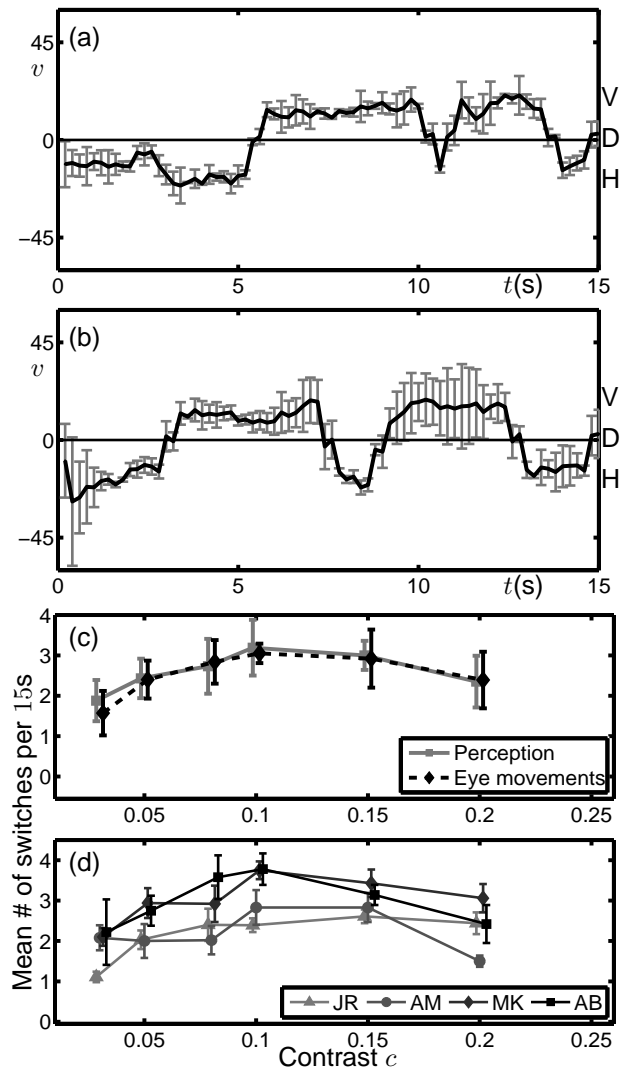 (a)
45
v
0
−45
V
D
H
0
5
10
15
t(s)
(b)
45
v
0
−45
V
D
H
0
5
10
15
t(s)
Mean # of switches per 15s
(c)
4
3
2
1
0
Perception
Eye movements
0.05
0.1
0.15
0.2
0.25
(d)
4
3
2
1
0
JR AM MK AB
0.05
0.1
0.15
0.2
0.25
Contrast c